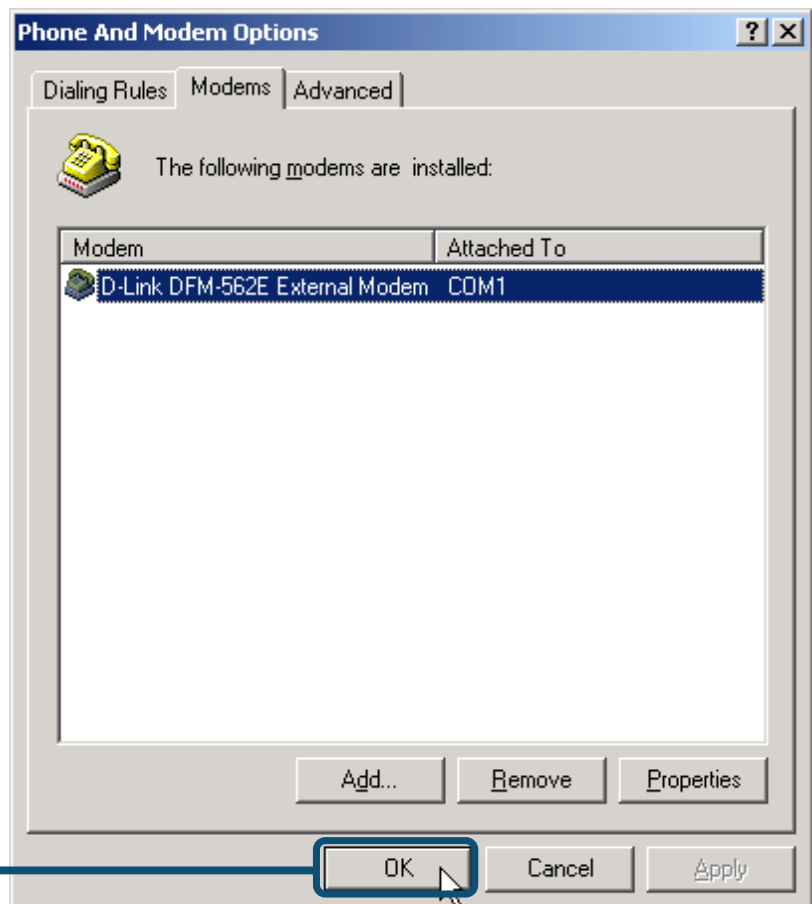 Phone And Modem Options
Dialing Rules Modems Advanced
The following modems are installed:
Modem Attached To
D-Link DFM-562E External Modem COM1
Add... Remove Properties
OK Cancel Apply